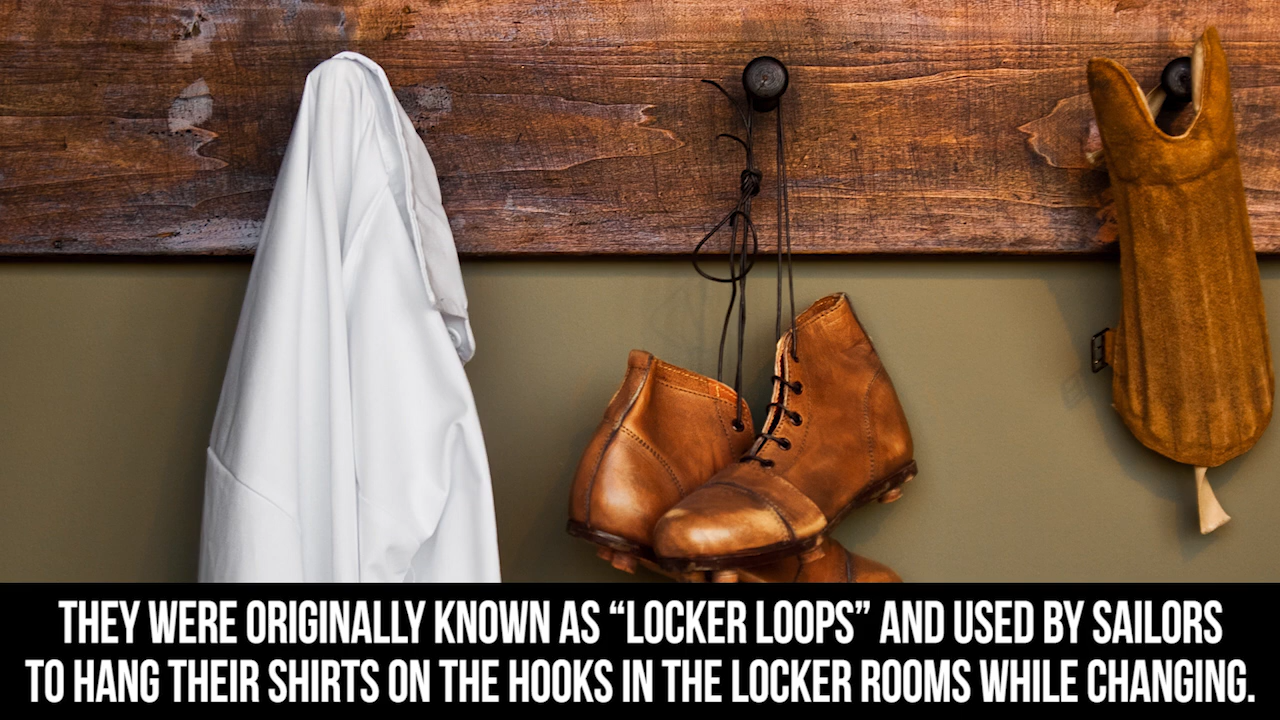 THEY WERE ORIGINALLY KNOWN AS “LOCKER LOOPS” AND USED BY SAILORS
TO HANG THEIR SHIRTS ON THE HOOKS IN THE LOCKER ROOMS WHILE CHANGING.